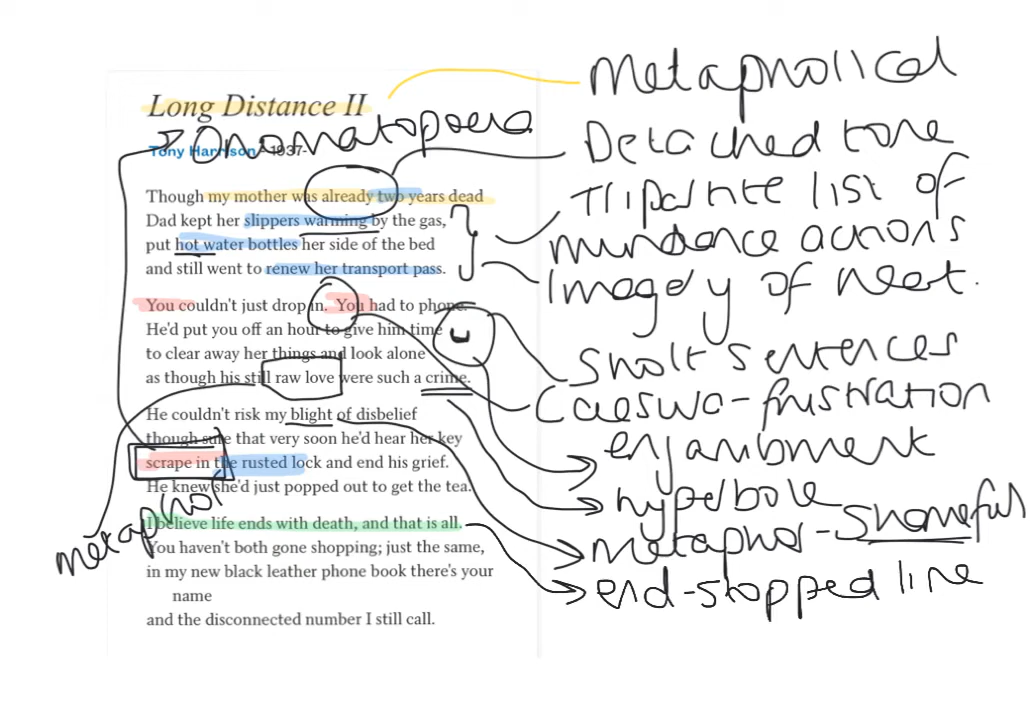 Long Distance II
Onomatopoeia
Tony Harrison 1937-
Though my mother was already two years dead
Dad kept her slippers warming by the gas,
put hot water bottles her side of the bed
and still went to renew her transport pass.
You couldn't just drop in. You had to phone.
He'd put you off an hour to give him time
to clear away her things and look alone
as though his still raw love were such a crime.
He couldn't risk my blight of disbelief
though sure that very soon he'd hear her key
scrape in the rusted lock and end his grief.
He knew she'd just popped out to get the tea.
I believe life ends with death, and that is all.
You haven't both gone shopping; just the same,
in my new black leather phone book there's your
name
and the disconnected number I still call.
metaphor
Metaphorical
Detached tone
Tripartite list of
mundance actions
Imagery of heat.
Short sentences
Caesura-frustration
enjambment
hyperbole
metaphor-shameful
end-stopped line